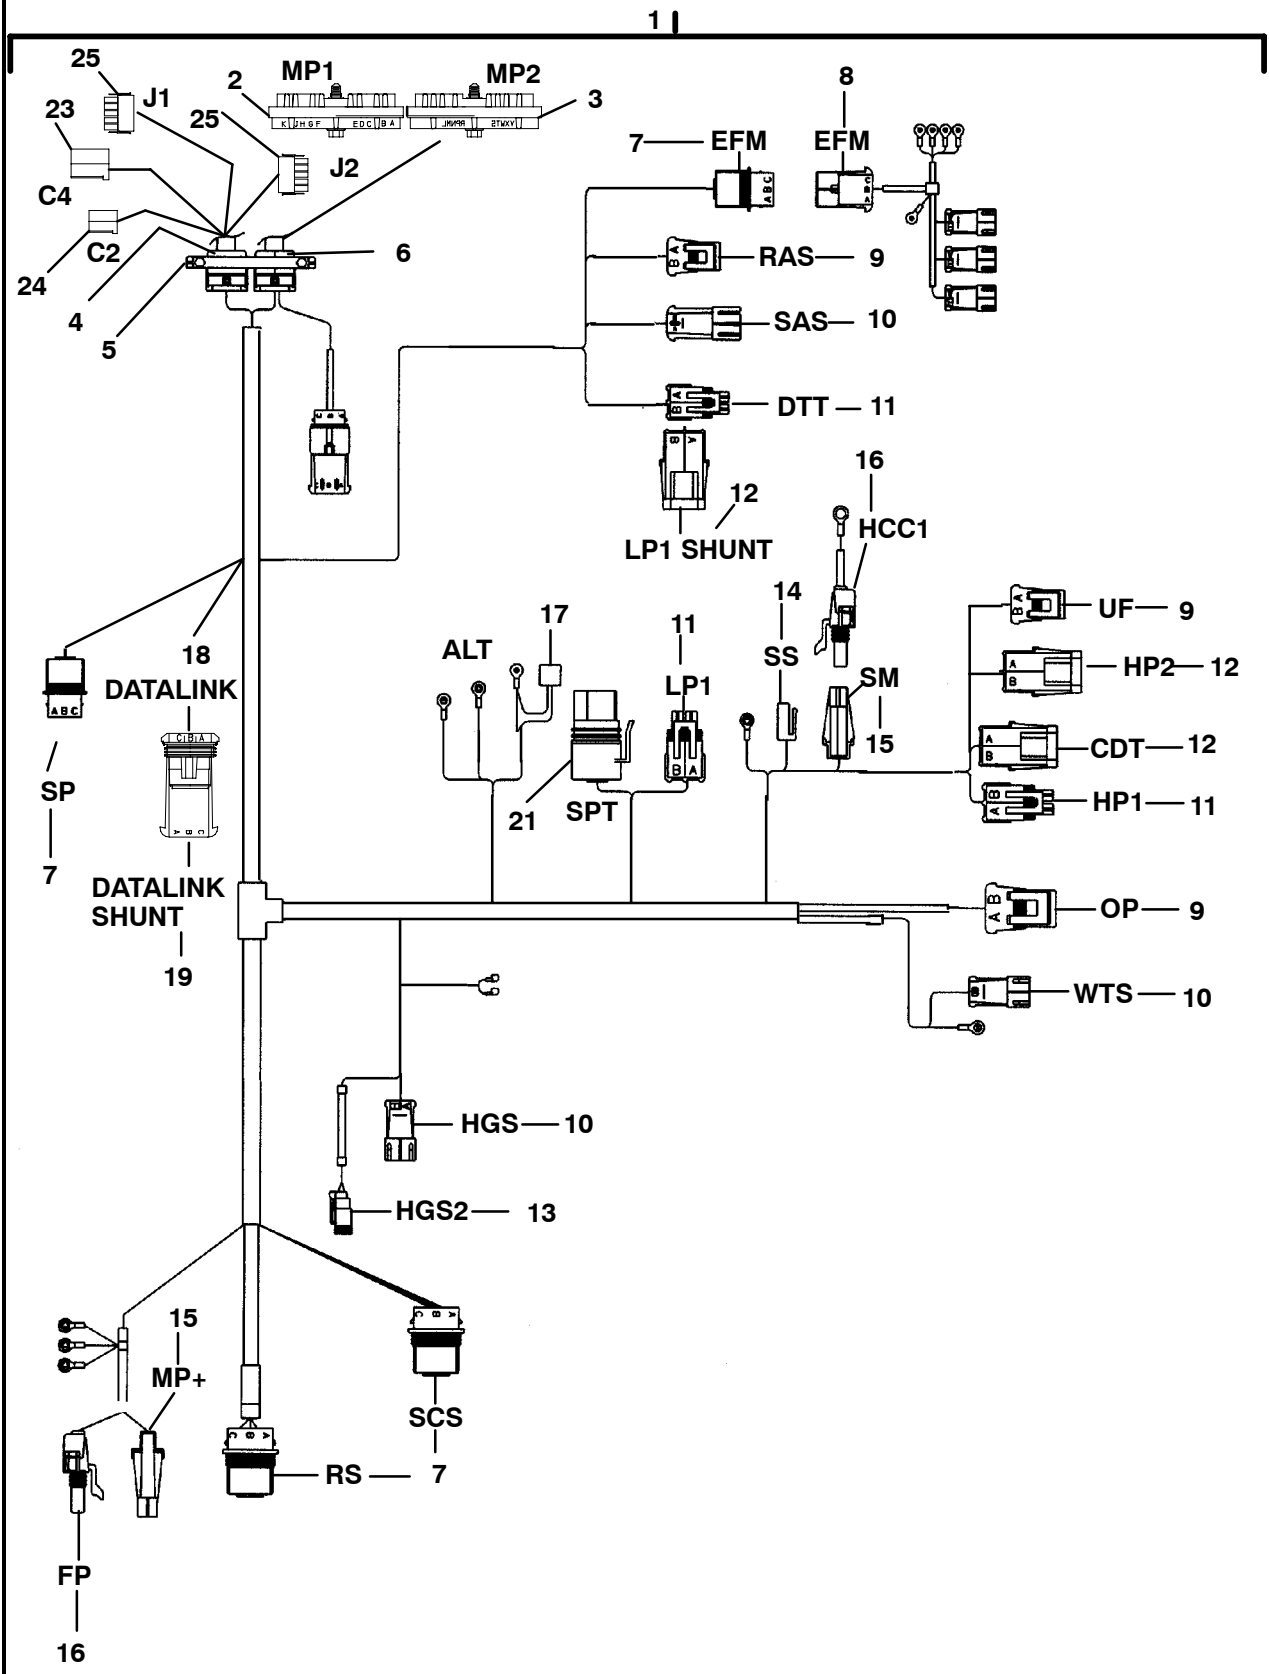 1
25
MP1
MP2
8
2
3
J1
23
25
7
EFM
EFM
J2
K J H G F E D C B A
A B C
C4
C2
6
A
B
RAS
9
24
4
SAS
10
5
A
B
DTT
11
B A
16
12
HCC1
LP1 SHUNT
14
17
11
B A
UF
9
18
ALT
SS
A
B
HP2
12
DATALINK
LP1
SM
A B C
C B A
15
A
B
CDT
12
SP
B A
B
A
HP1
11
21
SPT
C B A
7
DATALINK
SHUNT
A B
OP
9
19
WTS
10
HGS
10
HGS2
13
15
C B A
MP+
SCS
C B A
RS
7
FP
16